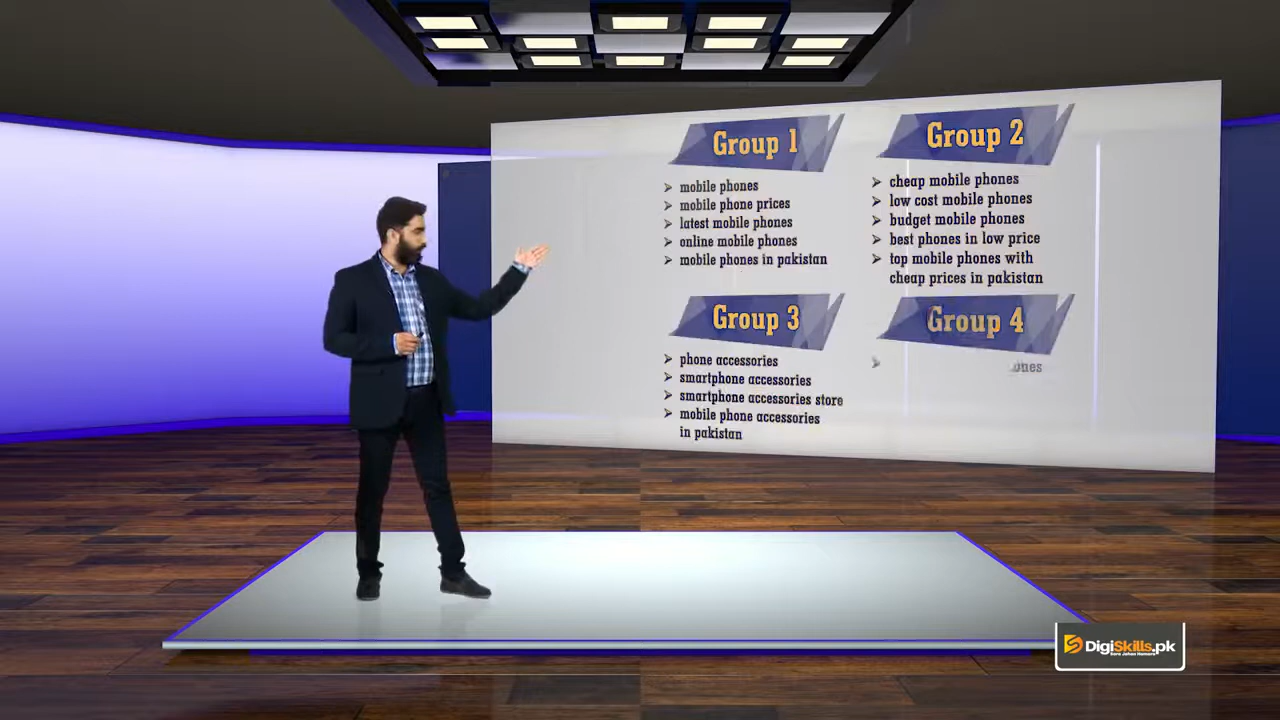 Group 1
mobile phones
mobile phone prices
latest mobile phones
online mobile phones
mobile phones in pakistan
Group 2
cheap mobile phones
low cost mobile phones
budget mobile phones
best phones in low price
top mobile phones with
cheap prices in pakistan
Group 3
phone accessories
smartphone accessories
smartphone accessories store
mobile phone accessories
in pakistan
Group 4
DigiSkills.pk